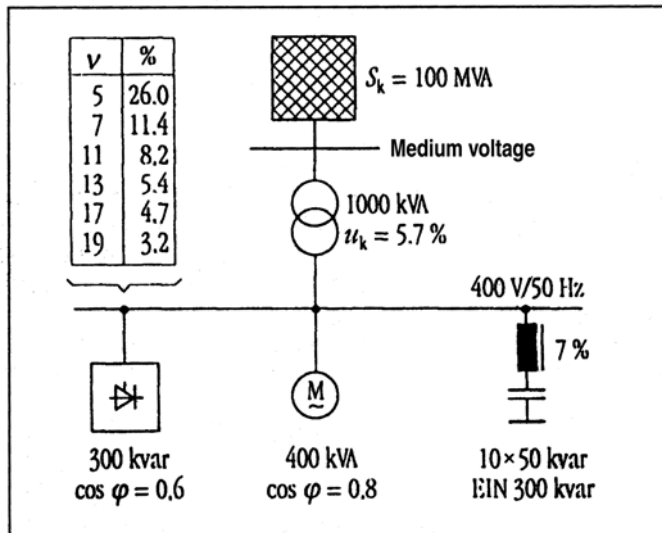 ν %
5 26.0
7 11.4
11 8.2
13 5.4
17 4.7
19 3.2
Sk = 100 MVA
Medium voltage
1000 kVA
uk = 5.7 %
400 V/50 Hz
7 %
M
~
300 kvar
cos φ = 0,6
400 kVA
cos φ = 0.8
10 × 50 kvar
EIN 300 kvar